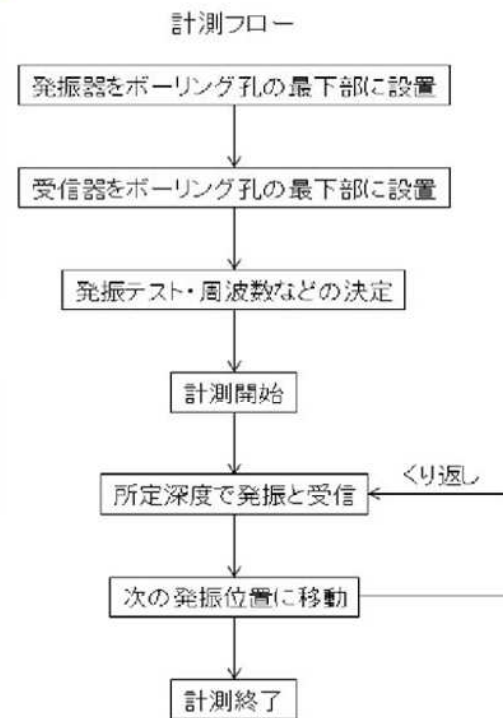 計測フロー
発振器をボーリング孔の最下部に設置
受信器をボーリング孔の最下部に設置
発振テスト・周波数などの決定
計測開始
所定深度で発振と受信
くり返し
次の発振位置に移動
計測終了